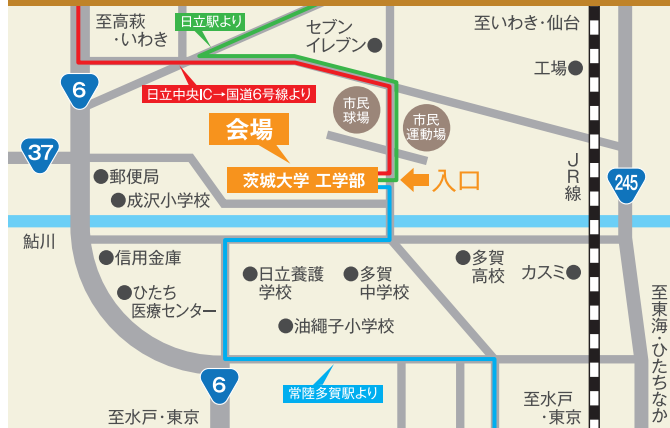 至高萩
・いわき
日立駅より
セブン
イレブン
至いわき・仙台
工場
6
日立中央IC→国道6号線より
市民
球場
市民
運動場
会場
37
茨城大学 工学部
入口
JR線
245
郵便局
成沢小学校
鮎川
信用金庫
ひたち
医療センター
日立養護
学校
多賀
中学校
多賀
高校
カスミ
油縄子小学校
至東海・ひたちなか
6
常陸多賀駅より
至水戸・東京
至水戸
・東京